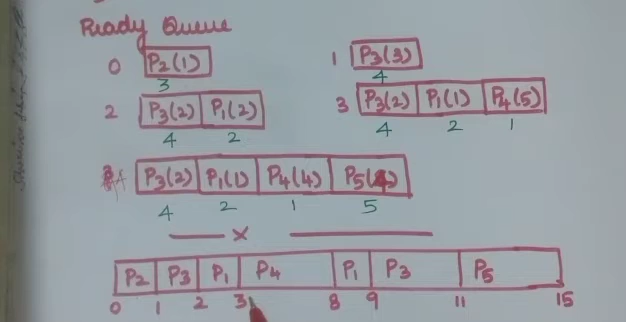 Ready Queue
0 P2(1) 1 P3(3)
3 4
2 P3(2) P1(2) 3 P3(2) P1(1) P4(5)
4 2 4 2 1
4 P3(2) P1(1) P4(4) P5(4)
4 2 1 5
x
P2 P3 P1 P4 P1 P3 P5
0 1 2 3 8 9 11 15